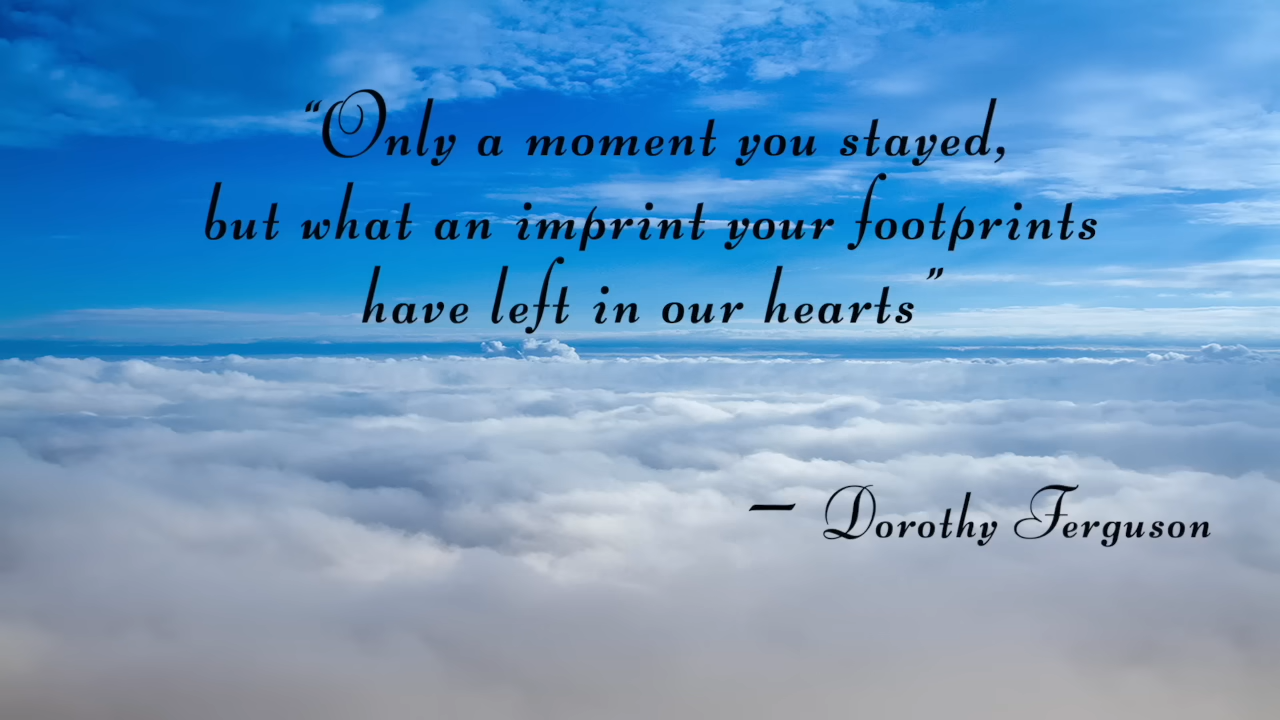 “Only a moment you stayed,
but what an imprint your footprints
have left in our hearts”
— Dorothy Ferguson